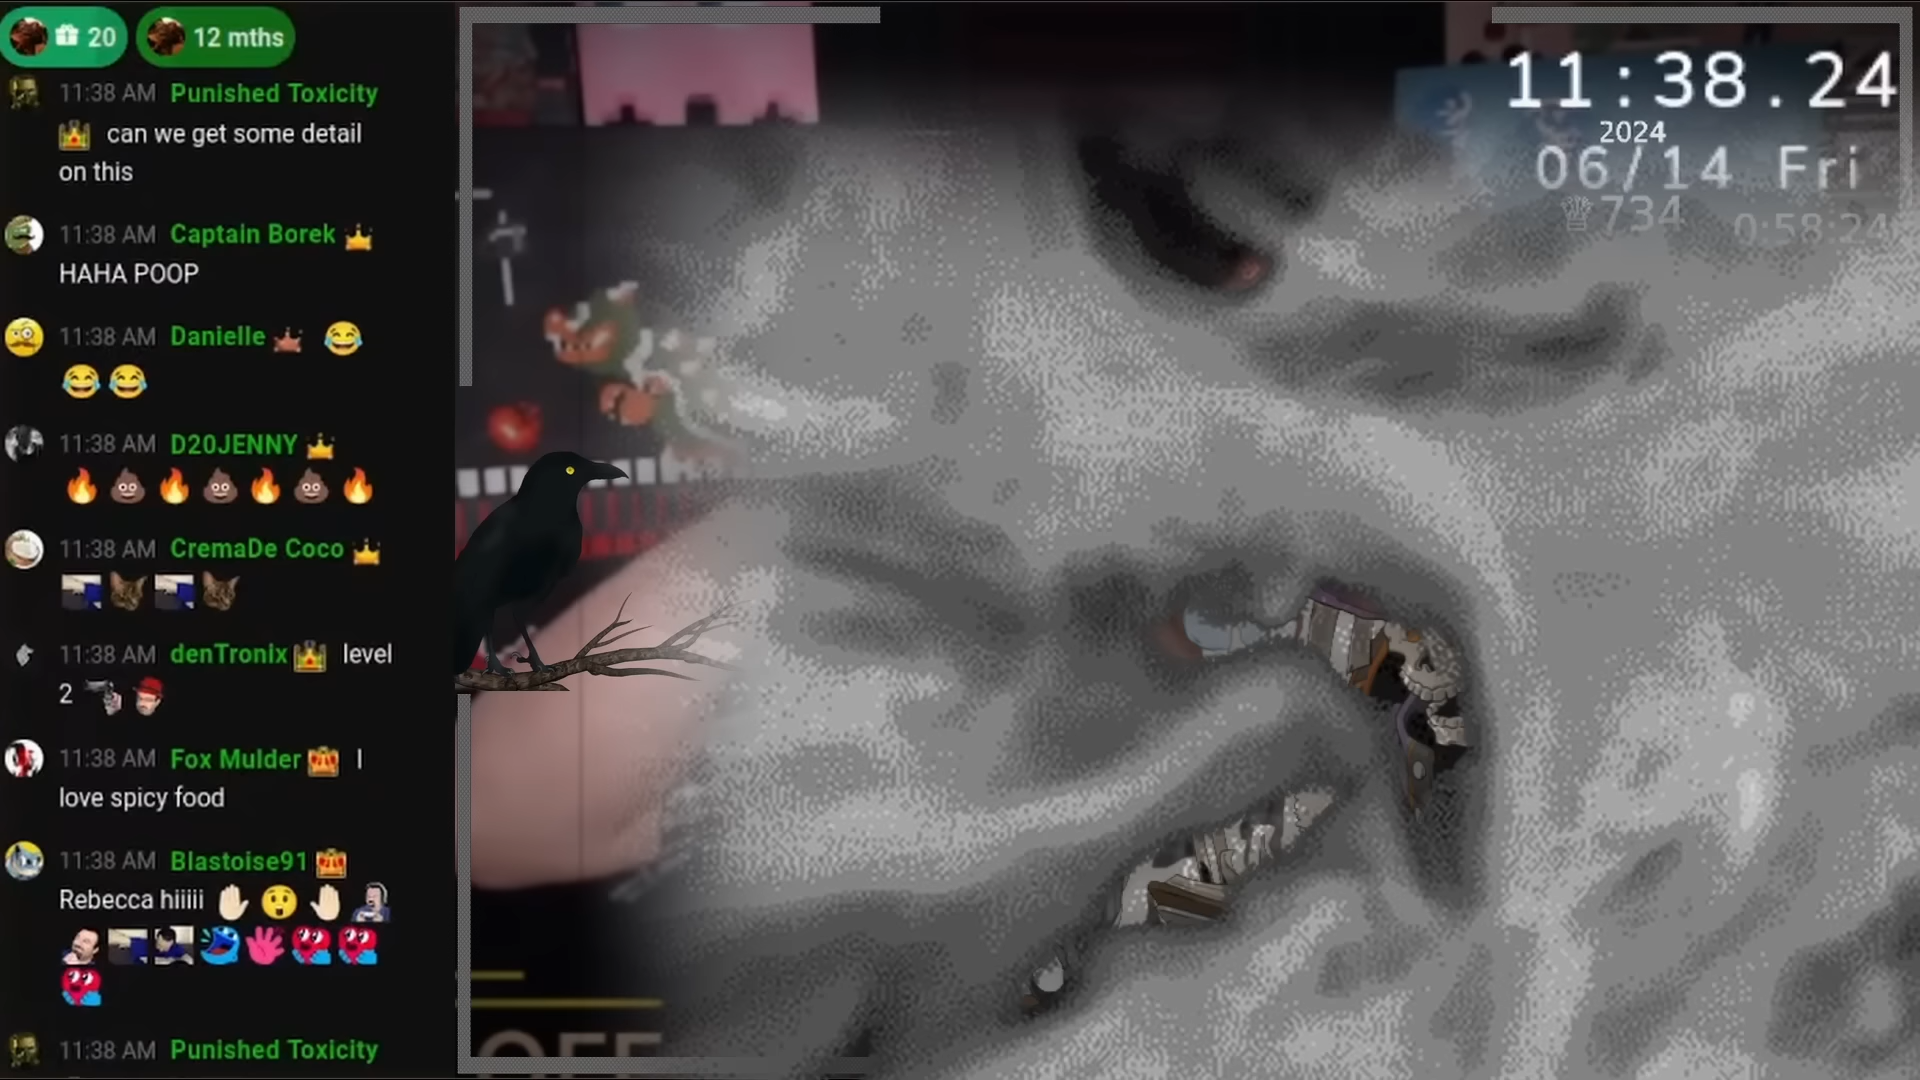 20
12 mths
11:38 AM Punished Toxicity
can we get some detail
on this
11:38 AM Captain Borek
HAHA POOP
11:38 AM Danielle
11:38 AM D20JENNY
11:38 AM CremaDe Coco
11:38 AM denTronix level
2
11:38 AM Fox Mulder I
love spicy food
11:38 AM Blastoise91
Rebecca hiiiii
11:38 AM Punished Toxicity
11:38.24
2024
06/14 Fri
734 0:58:24